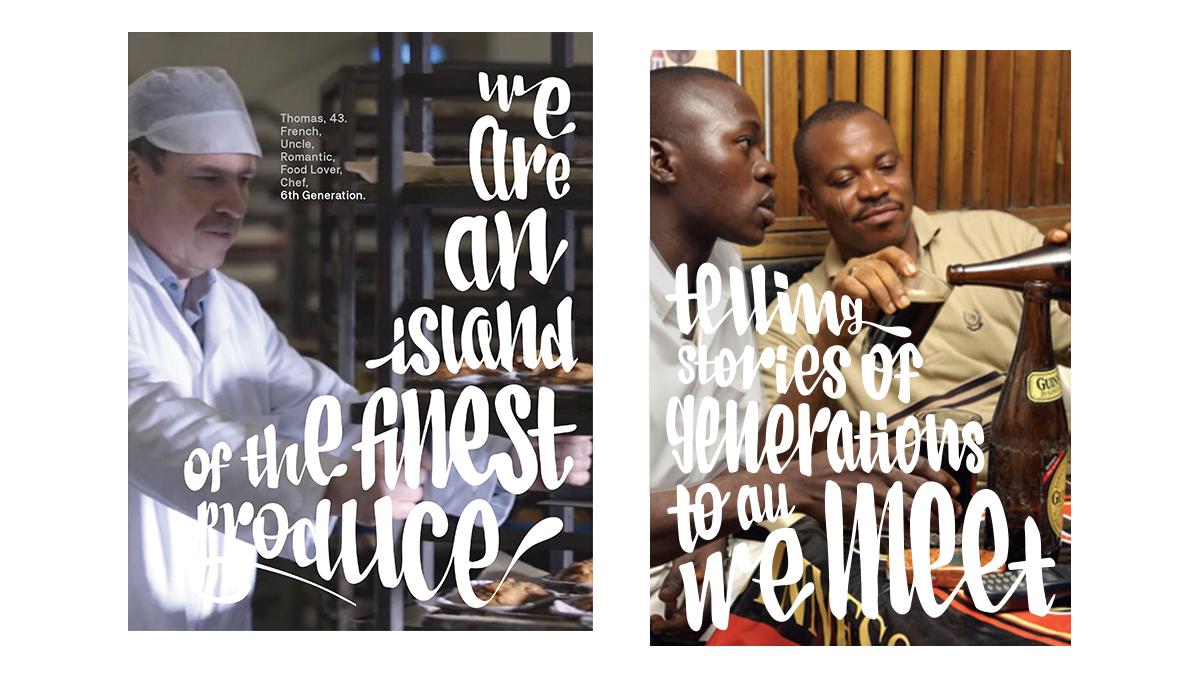 Thomas, 43.
French,
Uncle,
Romantic,
Food Lover,
Chef,
6th Generation.
we
are
an
island
of the finest
produce
telling
stories of
generations
to all
we meet
GUIN